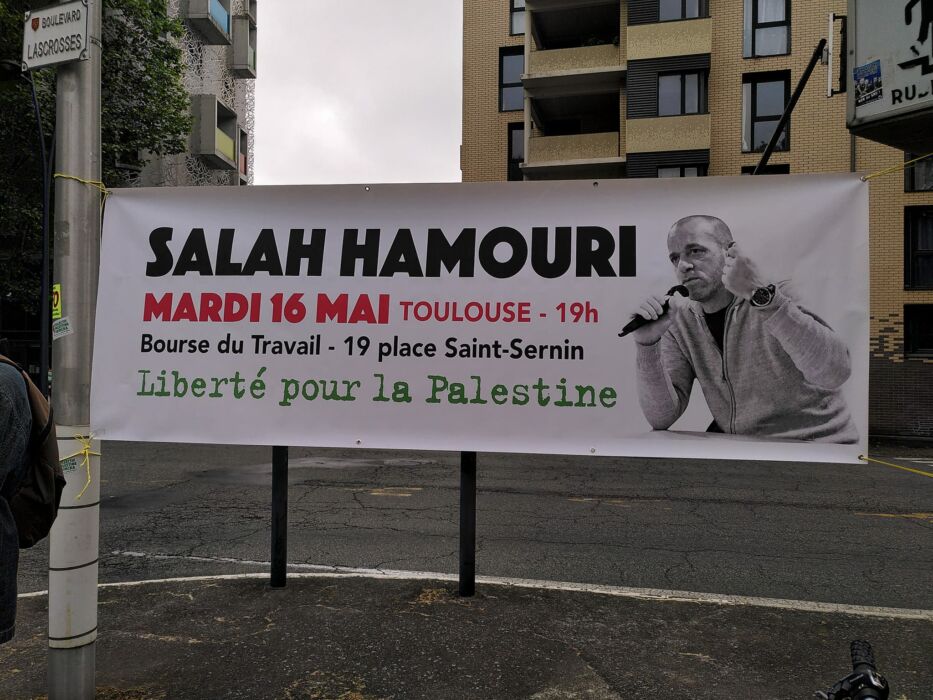 BOULEVARD
LASCROSSES
SALAH HAMOURI
MARDI 16 MAI TOULOUSE - 19h
Bourse du Travail - 19 place Saint-Sernin
Liberté pour la Palestine
RU